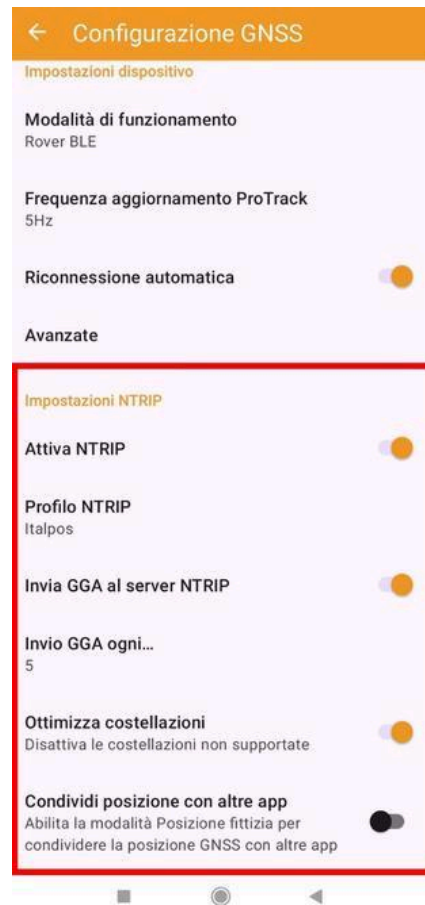 Configurazione GNSS
Impostazioni dispositivo
Modalità di funzionamento
Rover BLE
Frequenza aggiornamento ProTrack
5Hz
Riconnessione automatica
Avanzate
Impostazioni NTRIP
Attiva NTRIP
Profilo NTRIP
Italpos
Invia GGA al server NTRIP
Invio GGA ogni...
5
Ottimizza costellazioni
Disattiva le costellazioni non supportate
Condividi posizione con altre app
Abilita la modalità Posizione fittizia per
condividere la posizione GNSS con altre app